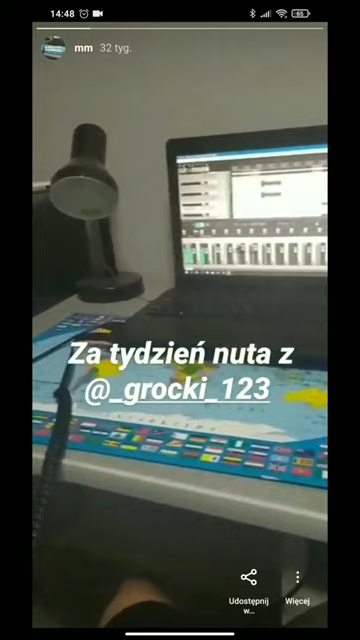 14:48
65
mm 32 tyg.
Za tydzień nuta z
@_grocki_123
Udostępnij
w...
Więcej